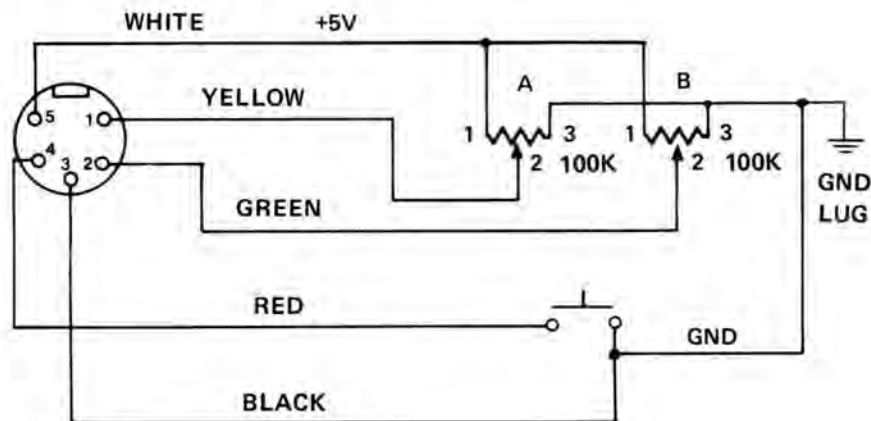 WHITE +5V
A B
YELLOW
5 1
1 3 1 3
4 3 2
2 100K 2 100K
GND
LUG
GREEN
RED
GND
BLACK